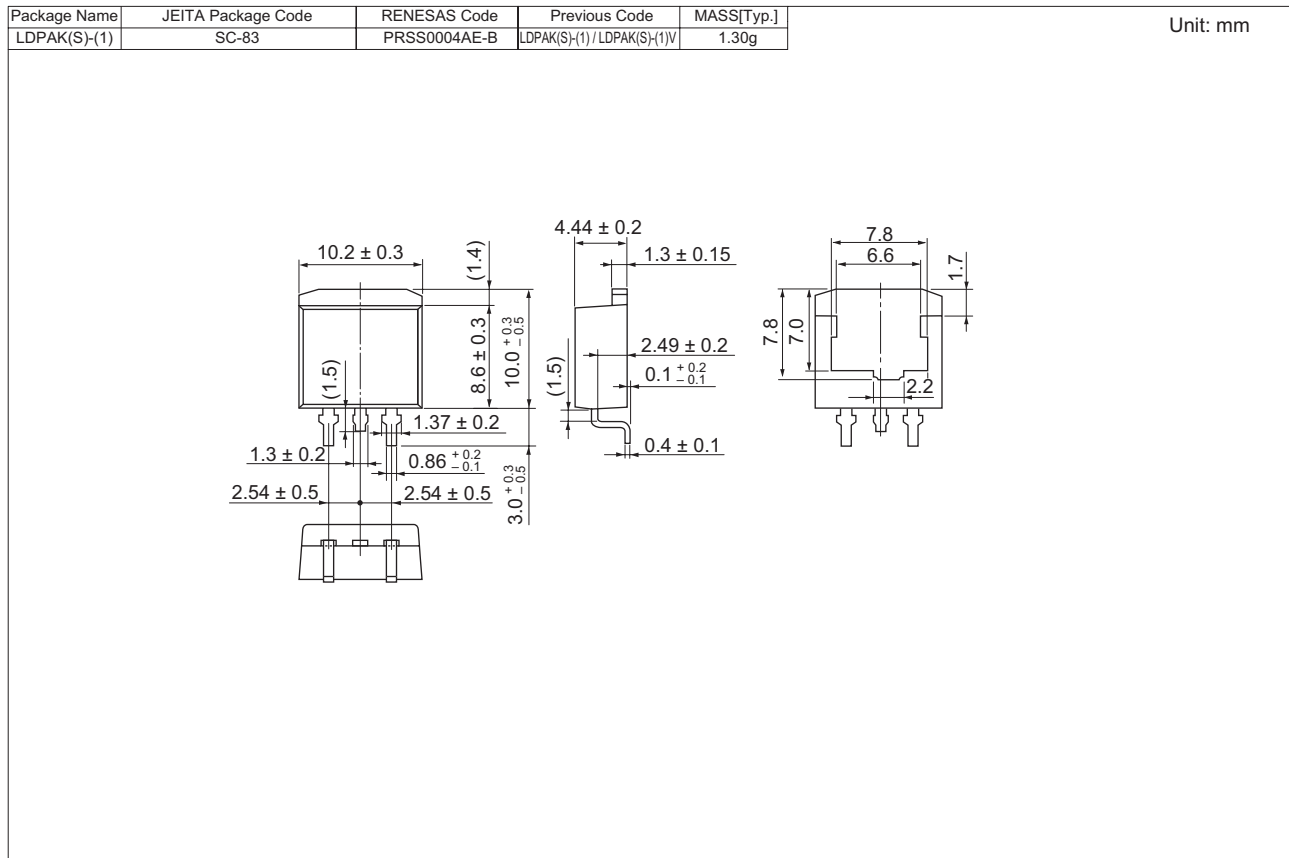 Package Name JEITA Package Code RENESAS Code Previous Code MASS[Typ.]
LDPAK(S)-(1) SC-83 PRSS0004AE-B LDPAK(S)-(1) / LDPAK(S)-(1)V 1.30g
Unit: mm
10.2 ± 0.3
(1.4)
8.6 ± 0.3
10.0 + 0.3 – 0.5
(1.5)
1.37 ± 0.2
1.3 ± 0.2
0.86 + 0.2 – 0.1
2.54 ± 0.5
2.54 ± 0.5
3.0 + 0.3 – 0.5
4.44 ± 0.2
1.3 ± 0.15
2.49 ± 0.2
(1.5)
0.1 + 0.2 – 0.1
0.4 ± 0.1
7.8
6.6
1.7
7.8
7.0
2.2